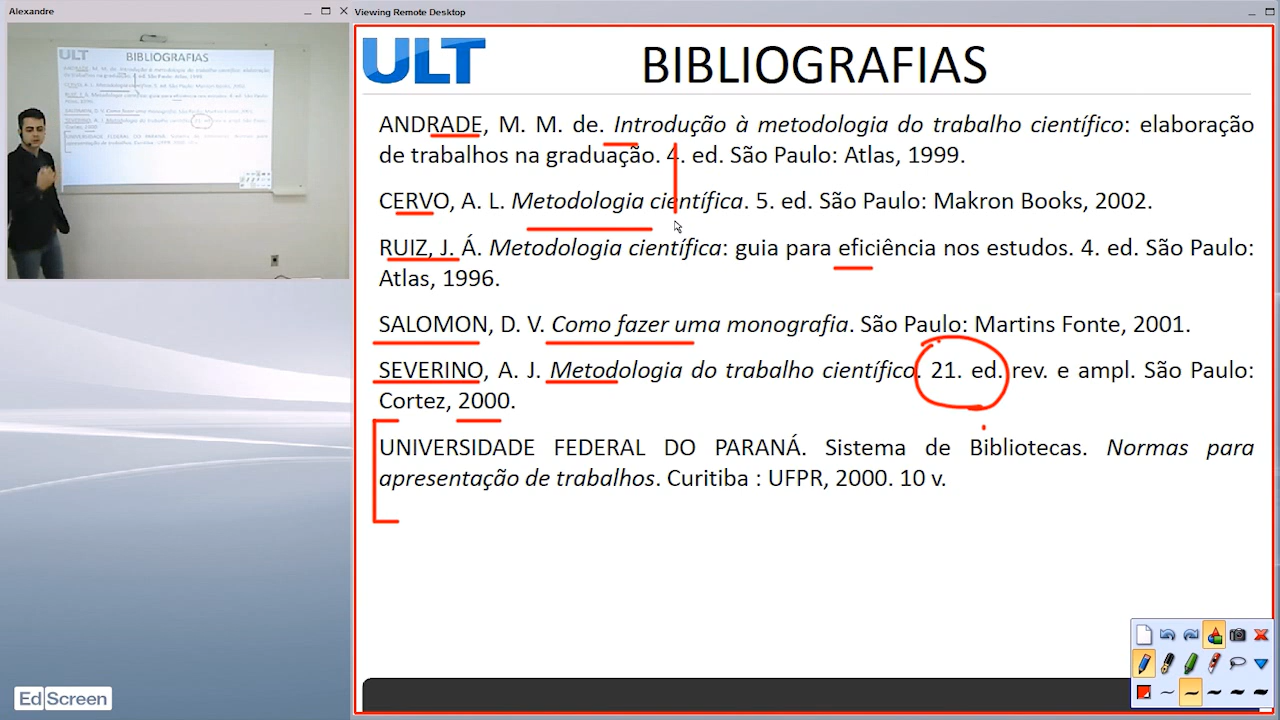 Alexandre
Viewing Remote Desktop
ULT BIBLIOGRAFIAS
ANDRADE, M. M. de. Introdução à metodologia do trabalho científico: elaboração
de trabalhos na graduação. 4. ed. São Paulo: Atlas, 1999.
CERVO, A. L. Metodologia científica. 5. ed. São Paulo: Makron Books, 2002.
RUIZ, J. Á. Metodologia científica: guia para eficiência nos estudos. 4. ed. São Paulo:
Atlas, 1996.
SALOMON, D. V. Como fazer uma monografia. São Paulo: Martins Fonte, 2001.
SEVERINO, A. J. Metodologia do trabalho científico. 21. ed. rev. e ampl. São Paulo:
Cortez, 2000.
UNIVERSIDADE FEDERAL DO PARANÁ. Sistema de Bibliotecas. Normas para
apresentação de trabalhos. Curitiba : UFPR, 2000. 10 v.
ULT BIBLIOGRAFIAS
EdScreen